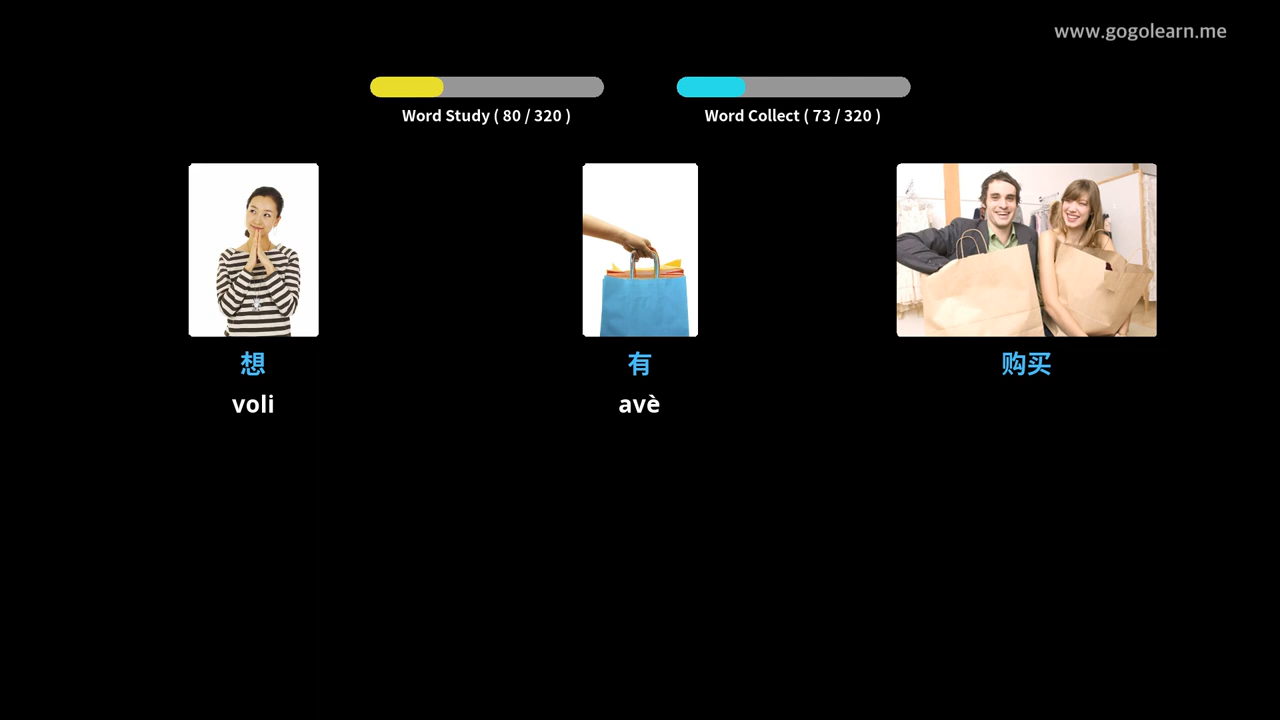 www.gogolearn.me
Word Study ( 80 / 320 )
Word Collect ( 73 / 320 )
想
有
购买
voli
avè